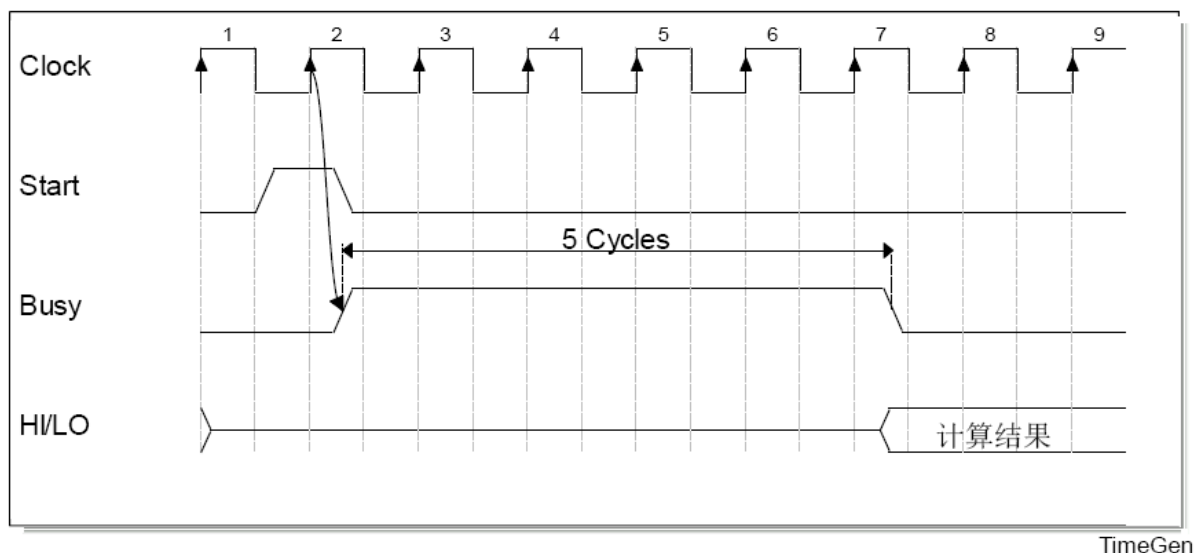 1 2 3 4 5 6 7 8 9
Clock
Start
5 Cycles
Busy
HI/LO
计算结果
TimeGen